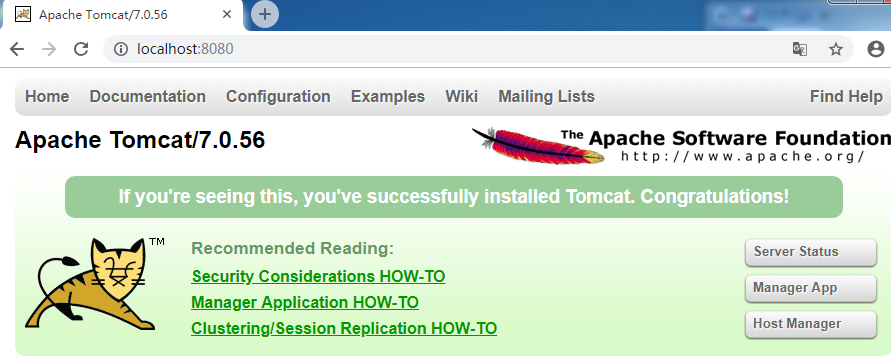 Apache Tomcat/7.0.56
localhost:8080
Home Documentation Configuration Examples Wiki Mailing Lists Find Help
Apache Tomcat/7.0.56
The Apache Software Foundation
http://www.apache.org/
If you're seeing this, you've successfully installed Tomcat. Congratulations!
TM
Recommended Reading:
Security Considerations HOW-TO
Manager Application HOW-TO
Clustering/Session Replication HOW-TO
Server Status
Manager App
Host Manager